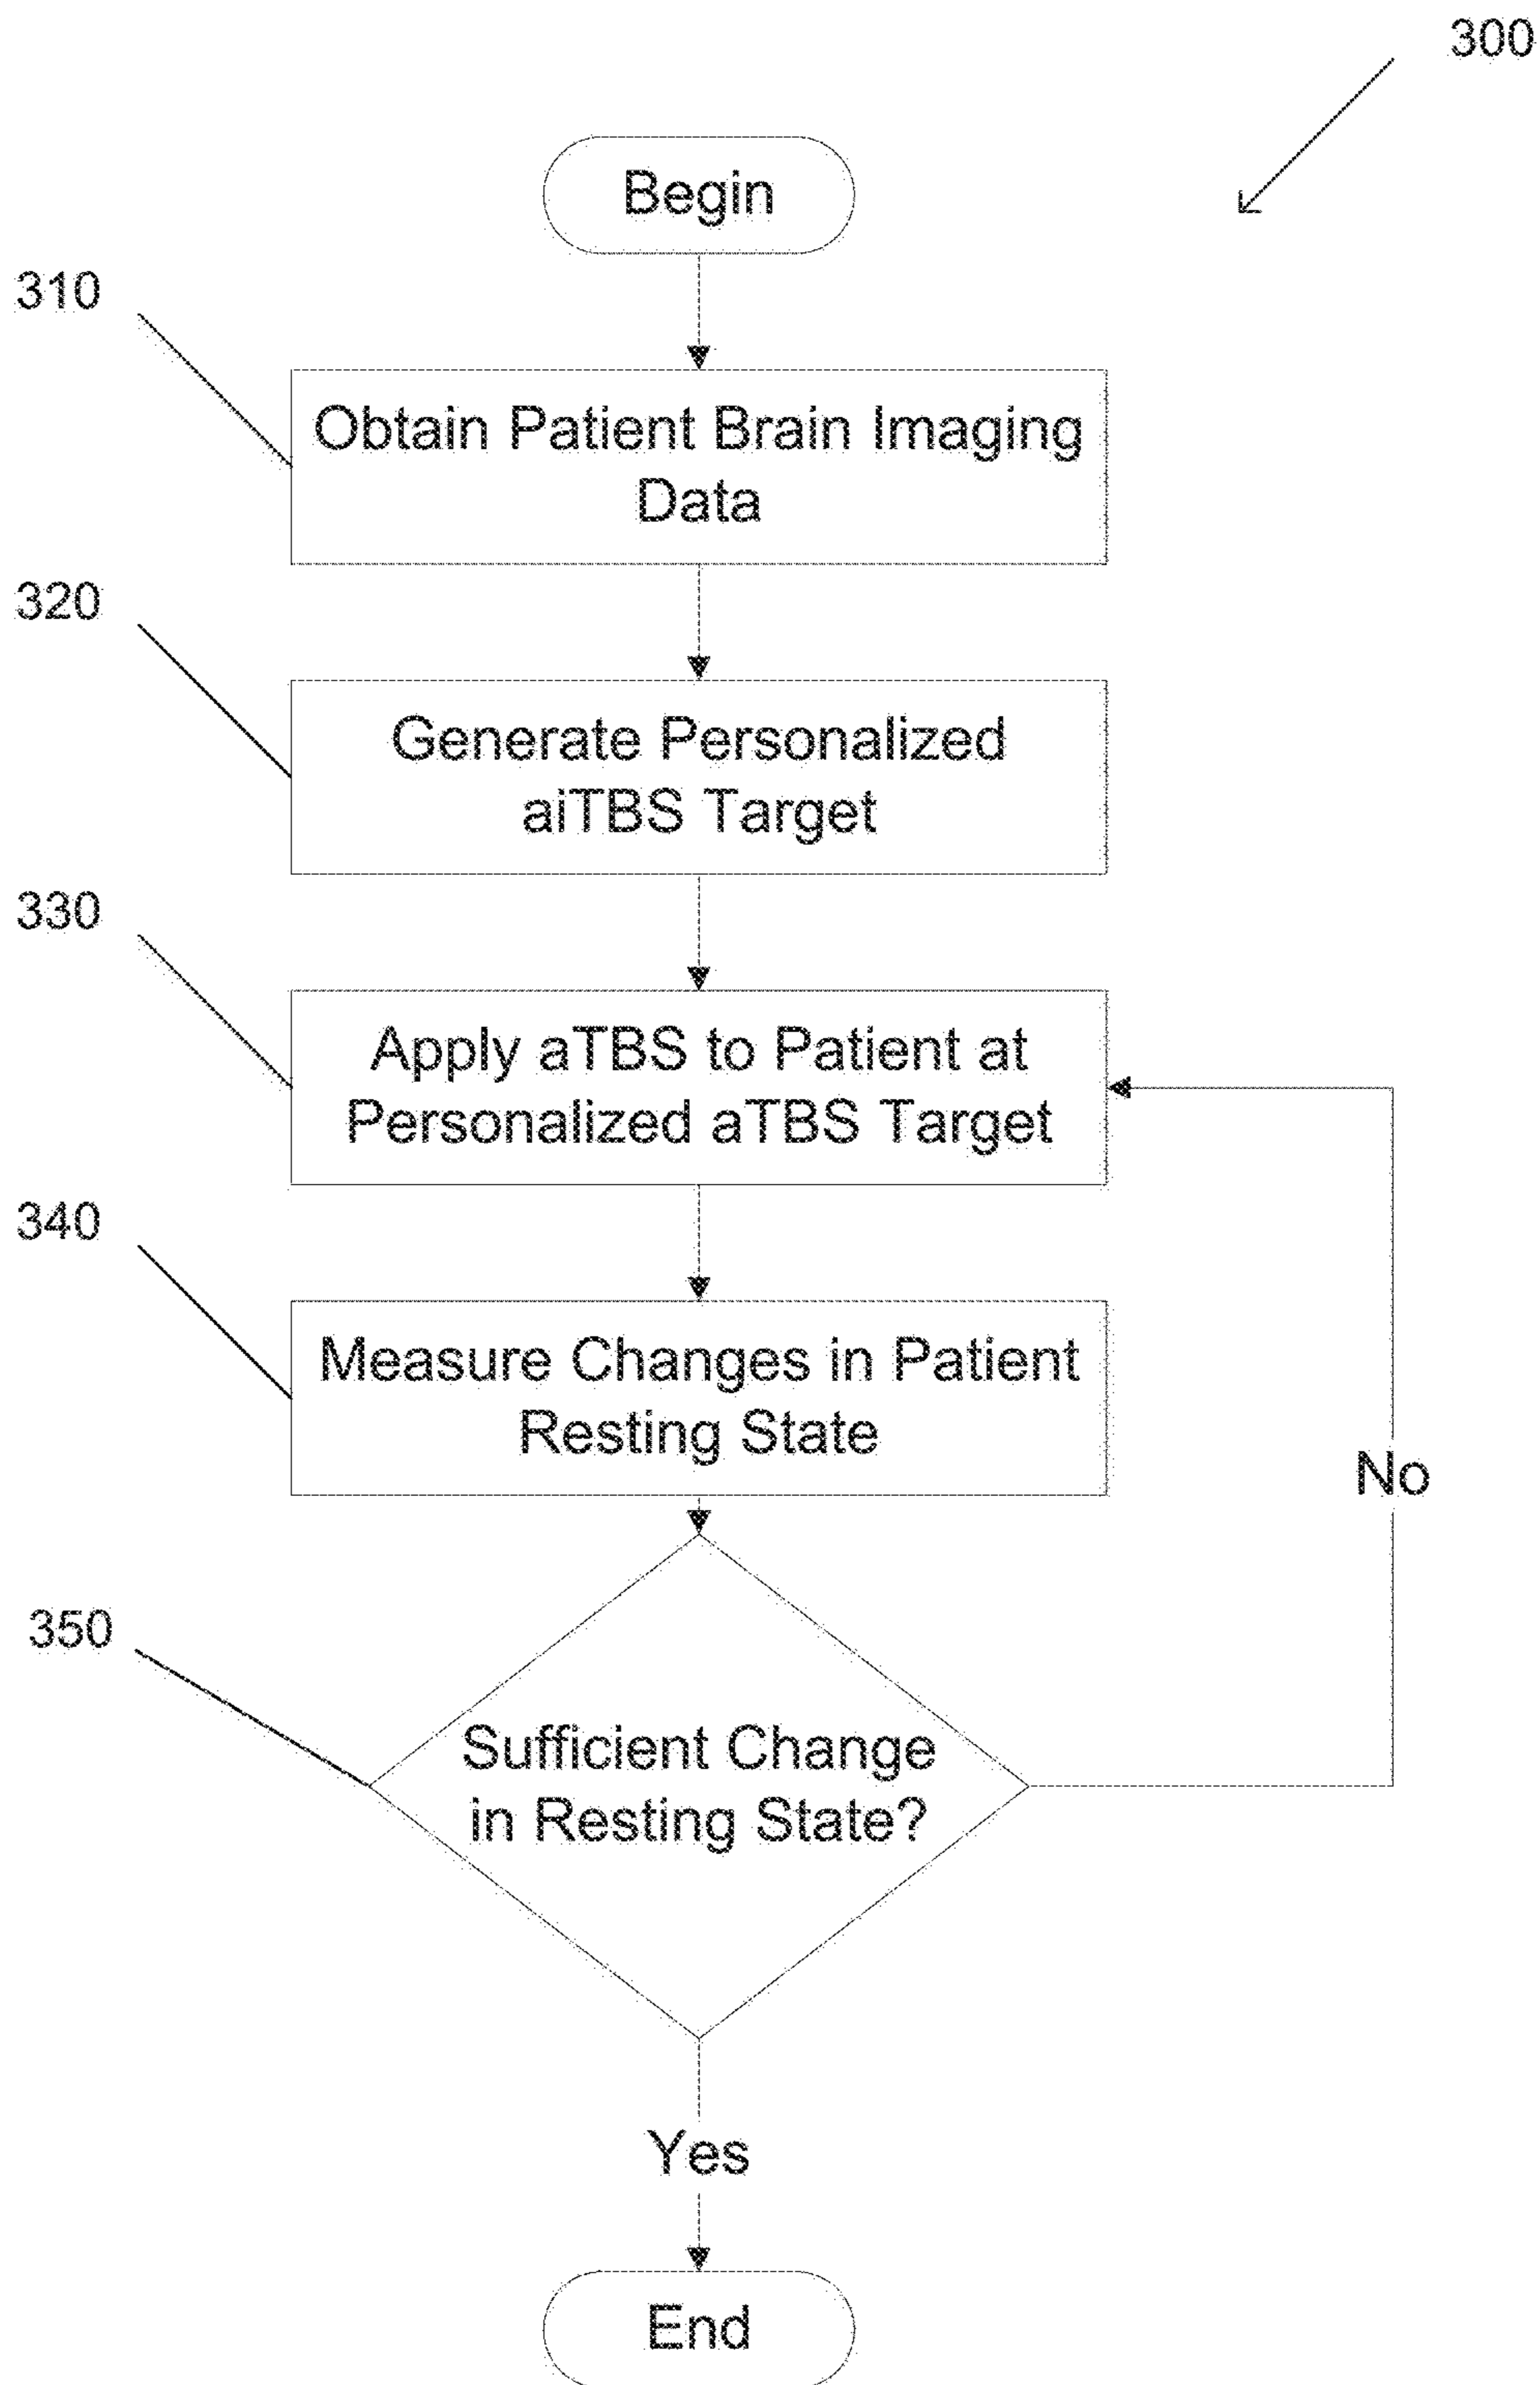 300
Begin
310
Obtain Patient Brain Imaging
Data
320
Generate Personalized
aiTBS Target
330
Apply aTBS to Patient at
Personalized aTBS Target
340
Measure Changes in Patient
Resting State
No
350
Sufficient Change
in Resting State?
Yes
End